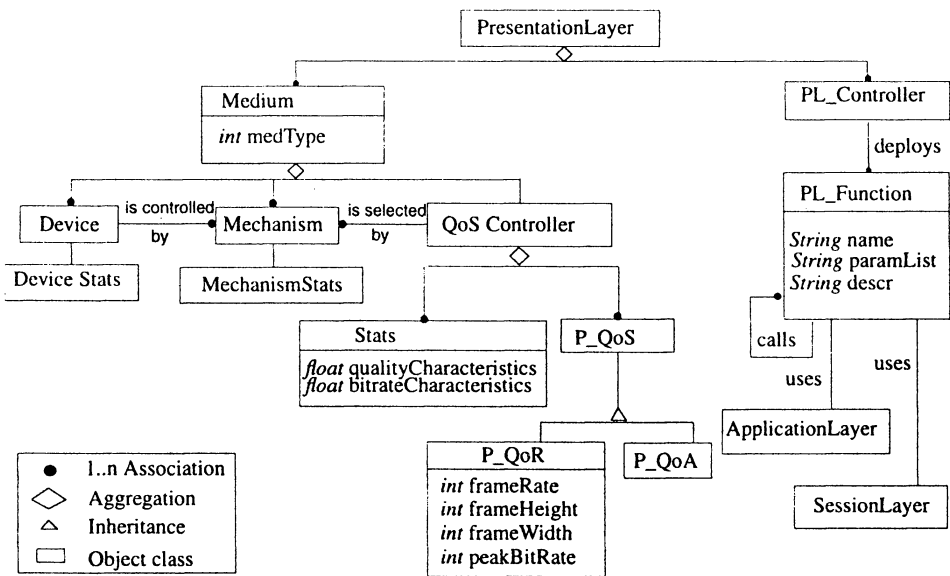 PresentationLayer
Medium
int medType
PL_Controller
deploys
PL_Function
String name
String paramList
String descr
calls
uses
uses
ApplicationLayer
SessionLayer
Device
is controlled
by
Mechanism
is selected
by
QoS Controller
Device Stats
MechanismStats
Stats
float qualityCharacteristics
float bitrateCharacteristics
P_QoS
P_QoR
int frameRate
int frameHeight
int frameWidth
int peakBitRate
P_QoA
1..n Association
Aggregation
Inheritance
Object class